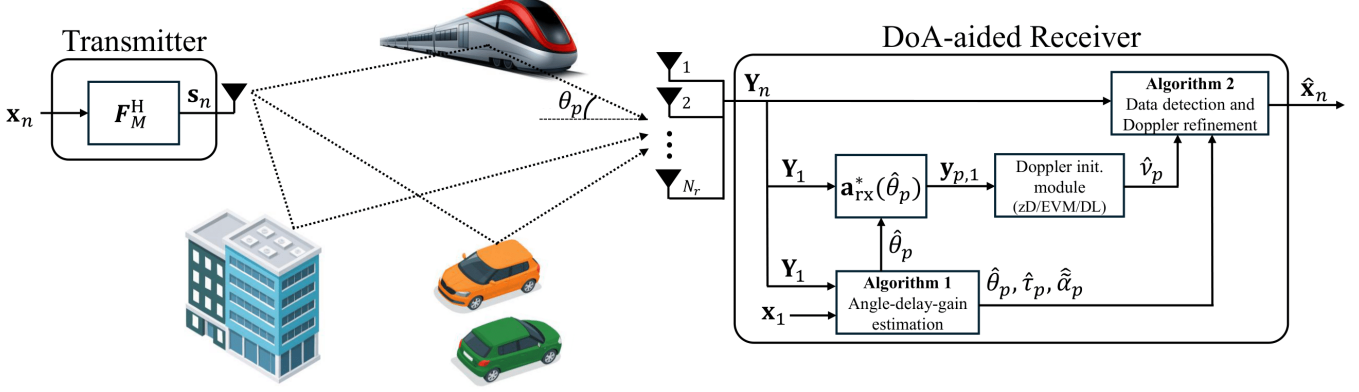 Transmitter
x_n
F_M^H
s_n
θ_p
1
2
N_r
DoA-aided Receiver
Y_n
Algorithm 2
Data detection and
Doppler refinement
x̂_n
Y_1
a_rx^*(θ̂_p)
y_{p,1}
Doppler init.
module
(zD/EVM/DL)
ν̂_p
θ̂_p
Y_1
x_1
Algorithm 1
Angle-delay-gain
estimation
θ̂_p, τ̂_p, α̃̂_p